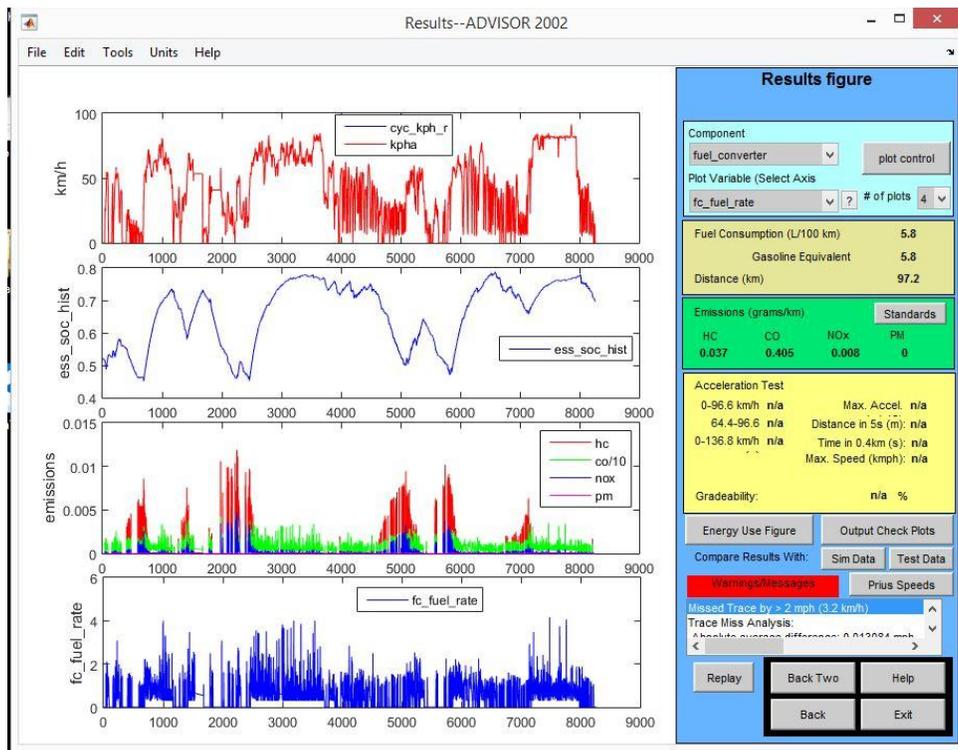 Results--ADVISOR 2002
File Edit Tools Units Help
100
50
0
km/h
cyc_kph_r
kpha
0 1000 2000 3000 4000 5000 6000 7000 8000 9000
0.8
0.7
0.6
0.5
0.4
ess_soc_hist
ess_soc_hist
0 1000 2000 3000 4000 5000 6000 7000 8000 9000
0.015
0.01
0.005
0
emissions
hc
co/10
nox
pm
0 1000 2000 3000 4000 5000 6000 7000 8000 9000
6
4
2
0
fc_fuel_rate
fc_fuel_rate
0 1000 2000 3000 4000 5000 6000 7000 8000 9000
Results figure
Component
fuel_converter
plot control
Plot Variable (Select Axis
fc_fuel_rate ? # of plots 4
Fuel Consumption (L/100 km) 5.8
Gasoline Equivalent 5.8
Distance (km) 97.2
Emissions (grams/km) Standards
HC CO NOx PM
0.037 0.405 0.008 0
Acceleration Test
0-96.6 km/h n/a Max. Accel. n/a
64.4-96.6 n/a Distance in 5s (m): n/a
0-136.8 km/h n/a Time in 0.4km (s): n/a
Max. Speed (kmph): n/a
Gradeability: n/a %
Energy Use Figure Output Check Plots
Compare Results With: Sim Data Test Data
Warnings/Messages Prius Speeds
Missed Trace by > 2 mph (3.2 km/h)
Trace Miss Analysis:
Absolute average difference: 0.013084 mph
Replay Back Two Help
Back Exit